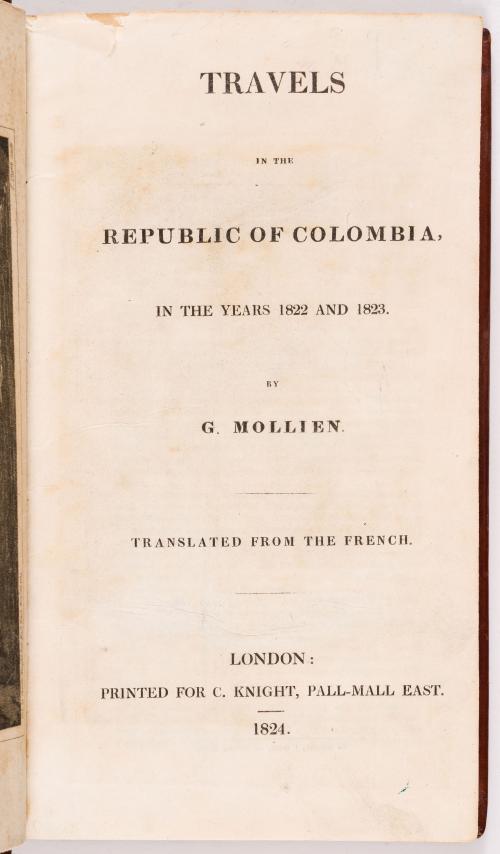 TRAVELS
IN THE
REPUBLIC OF COLOMBIA,
IN THE YEARS 1822 AND 1823.
BY
G. MOLLIEN.
TRANSLATED FROM THE FRENCH.
LONDON:
PRINTED FOR C. KNIGHT, PALL-MALL EAST.
1824.